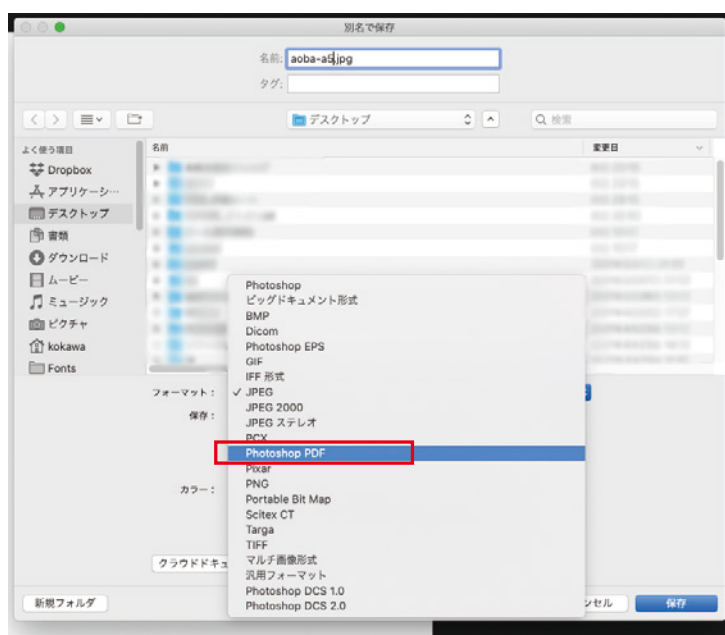 別名で保存
名前: aoba-a5.jpg
タグ:
デスクトップ
検索
よく使う項目
Dropbox
アプリケーシ…
デスクトップ
書類
ダウンロード
ムービー
ミュージック
ピクチャ
kokawa
Fonts
名前
変更日
フォーマット:
保存:
カラー:
Photoshop
ビッグドキュメント形式
BMP
Dicom
Photoshop EPS
GIF
IFF 形式
✓ JPEG
JPEG 2000
JPEG ステレオ
PCX
Photoshop PDF
Pixar
PNG
Portable Bit Map
Scitex CT
Targa
TIFF
マルチ画像形式
汎用フォーマット
Photoshop DCS 1.0
Photoshop DCS 2.0
クラウドドキュ
新規フォルダ
ンセル
保存